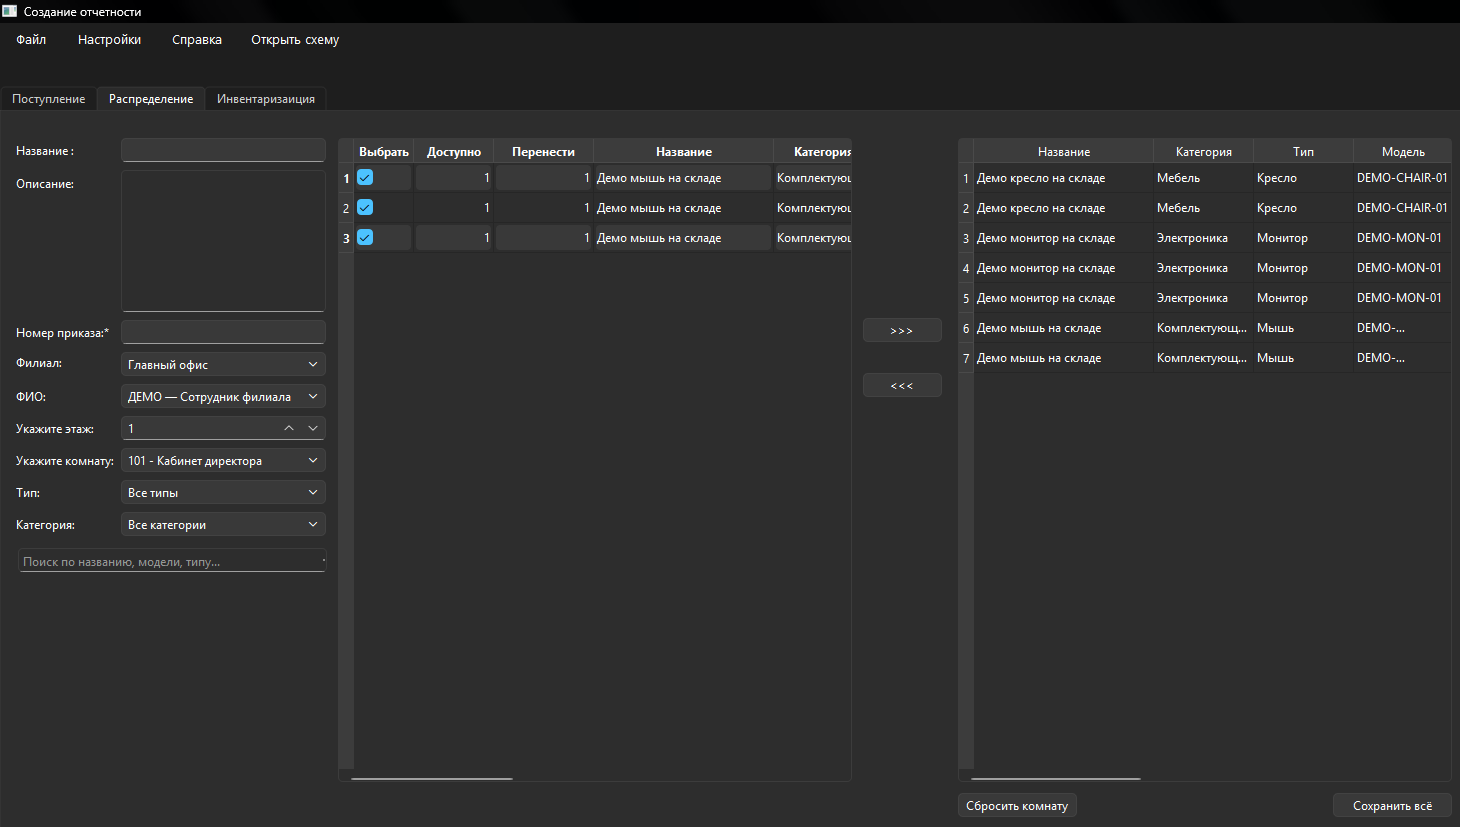 Создание отчетности
Файл Настройки Справка Открыть схему
Поступление Распределение Инвентаризаиция
Название :
Описание:
Номер приказа:*
Филиал: Главный офис
ФИО: ДЕМО — Сотрудник филиала
Укажите этаж: 1
Укажите комнату: 101 - Кабинет директора
Тип: Все типы
Категория: Все категории
Поиск по названию, модели, типу...
Выбрать Доступно Перенести Название Категория
1 1 1 Демо мышь на складе Комплектующ
2 1 1 Демо мышь на складе Комплектующ
3 1 1 Демо мышь на складе Комплектующ
>>>
<<<
Название Категория Тип Модель
1 Демо кресло на складе Мебель Кресло DEMO-CHAIR-01
2 Демо кресло на складе Мебель Кресло DEMO-CHAIR-01
3 Демо монитор на складе Электроника Монитор DEMO-MON-01
4 Демо монитор на складе Электроника Монитор DEMO-MON-01
5 Демо монитор на складе Электроника Монитор DEMO-MON-01
6 Демо мышь на складе Комплектующ... Мышь DEMO-...
7 Демо мышь на складе Комплектующ... Мышь DEMO-...
Сбросить комнату Сохранить всё